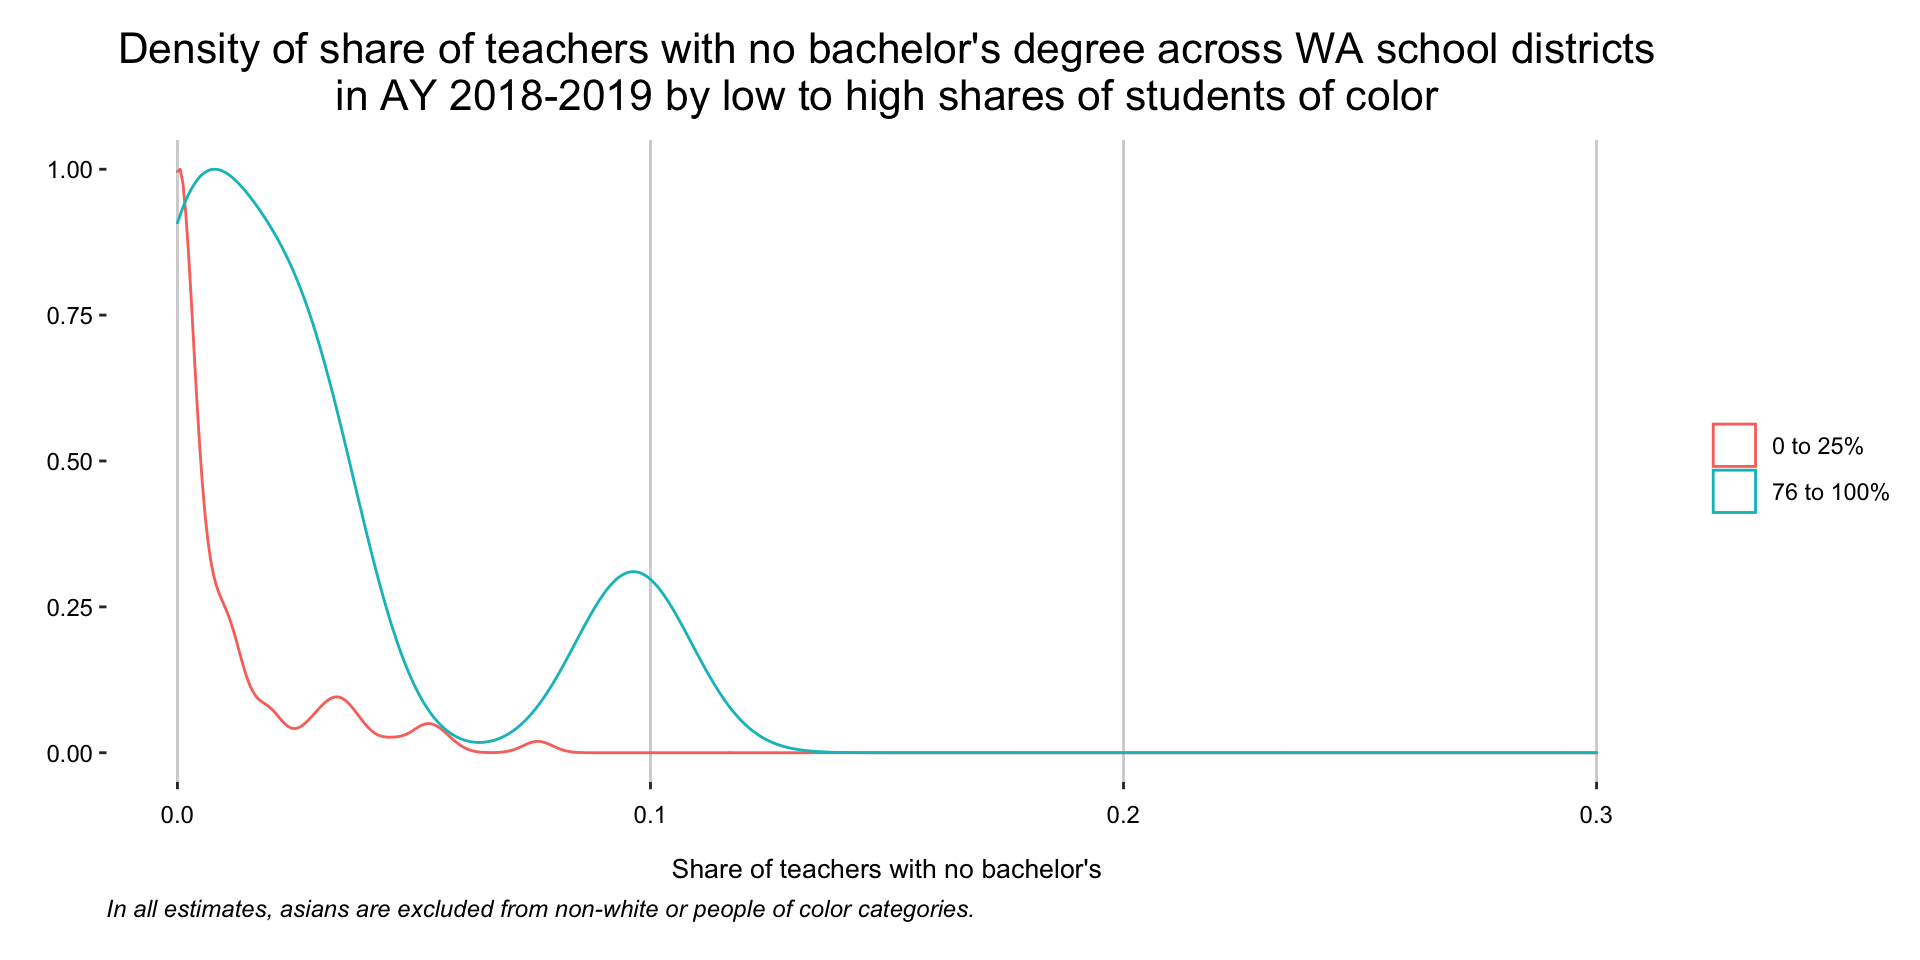 Density of share of teachers with no bachelor's degree across WA school districts
in AY 2018-2019 by low to high shares of students of color
1.00
0.75
0.50
0.25
0.00
0.0
0.1
0.2
0.3
0 to 25%
76 to 100%
Share of teachers with no bachelor's
In all estimates, asians are excluded from non-white or people of color categories.